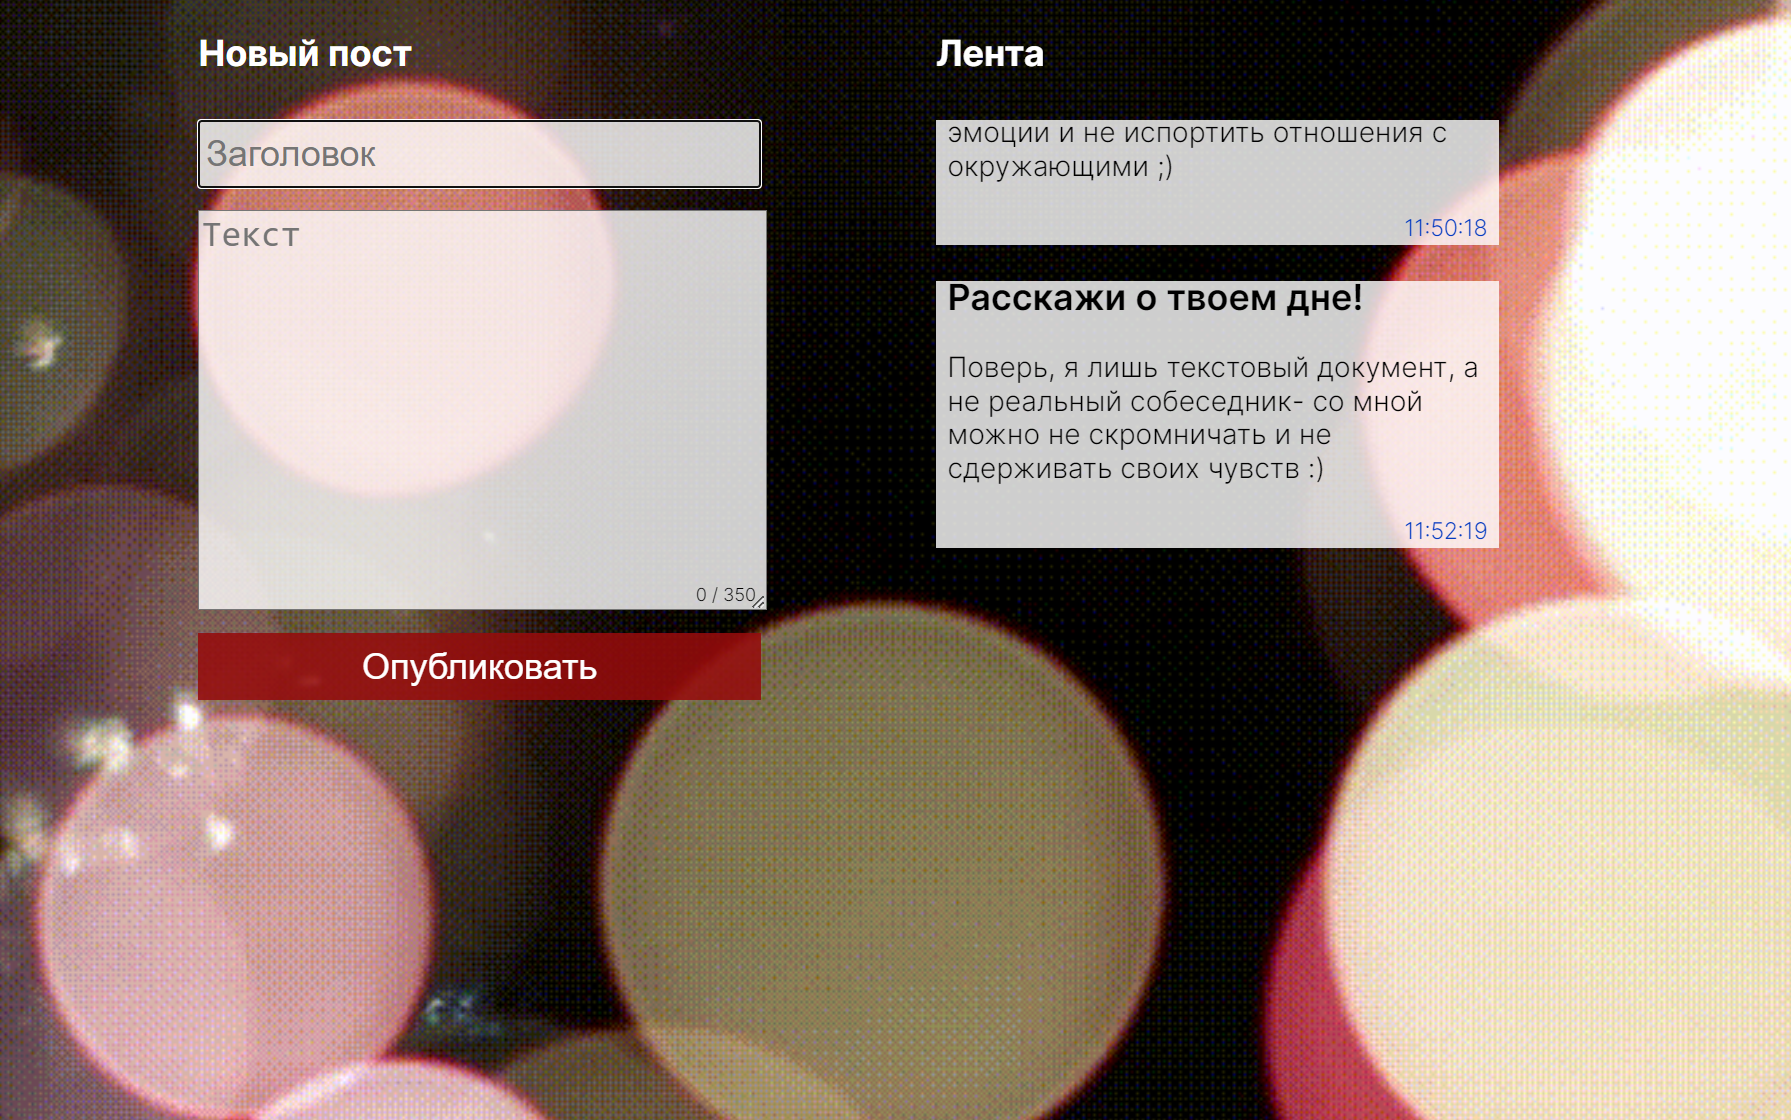 Новый пост
Заголовок
Текст
0 / 350
Опубликовать
Лента
эмоции и не испортить отношения с
окружающими ;)
11:50:18
Расскажи о твоем дне!
Поверь, я лишь текстовый документ, а
не реальный собеседник- со мной
можно не скромничать и не
сдерживать своих чувств :)
11:52:19